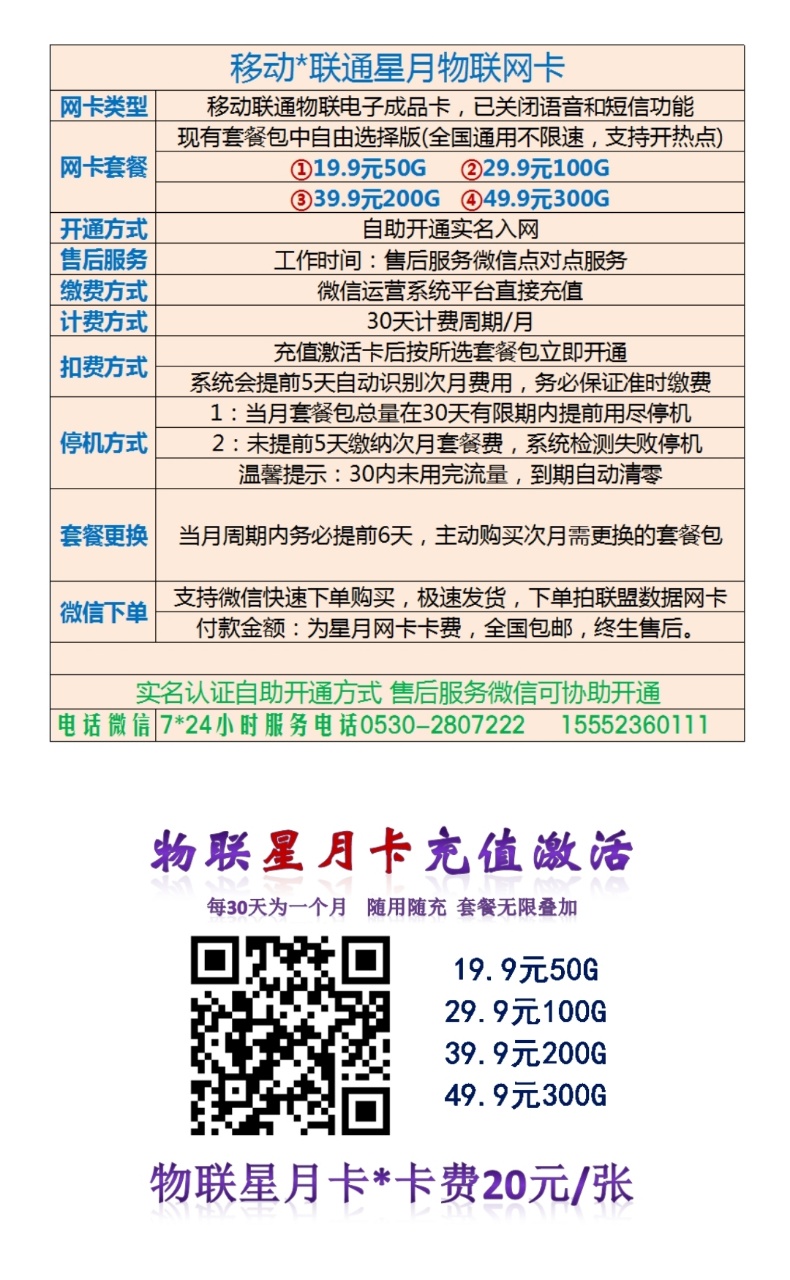 移动*联通星月物联网卡
网卡类型
移动联通物联电子成品卡，已关闭语音和短信功能
网卡套餐
现有套餐包中自由选择版(全国通用不限速，支持开热点)
①19.9元50G ②29.9元100G
③39.9元200G ④49.9元300G
开通方式
自助开通实名入网
售后服务
工作时间：售后服务微信点对点服务
缴费方式
微信运营系统平台直接充值
计费方式
30天计费周期/月
扣费方式
充值激活卡后按所选套餐包立即开通
系统会提前5天自动识别次月费用，务必保证准时缴费
停机方式
1：当月套餐包总量在30天有限期内提前用尽停机
2：未提前5天缴纳次月套餐费，系统检测失败停机
温馨提示：30内未用完流量，到期自动清零
套餐更换
当月周期内务必提前6天，主动购买次月需更换的套餐包
微信下单
支持微信快速下单购买，极速发货，下单拍联盟数据网卡
付款金额：为星月网卡卡费，全国包邮，终生售后。
实名认证自助开通方式 售后服务微信可协助开通
电话微信
7*24小时服务电话0530-2807222 15552360111
物联星月卡充值激活
每30天为一个月 随用随充 套餐无限叠加
19.9元50G
29.9元100G
39.9元200G
49.9元300G
物联星月卡*卡费20元/张